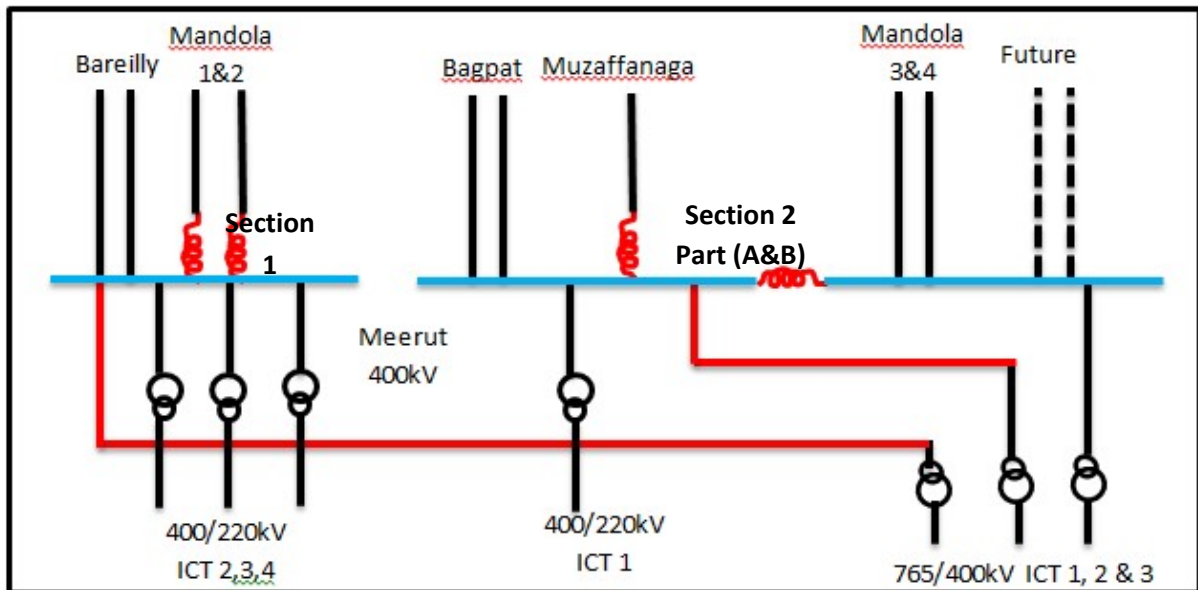 Bareilly
Mandola
1&2
Bagpat
Muzaffanaga
Mandola
3&4
Future
Section
1
Section 2
Part (A&B)
Meerut
400kV
400/220kV
ICT 2,3,4
400/220kV
ICT 1
765/400kV ICT 1, 2 & 3